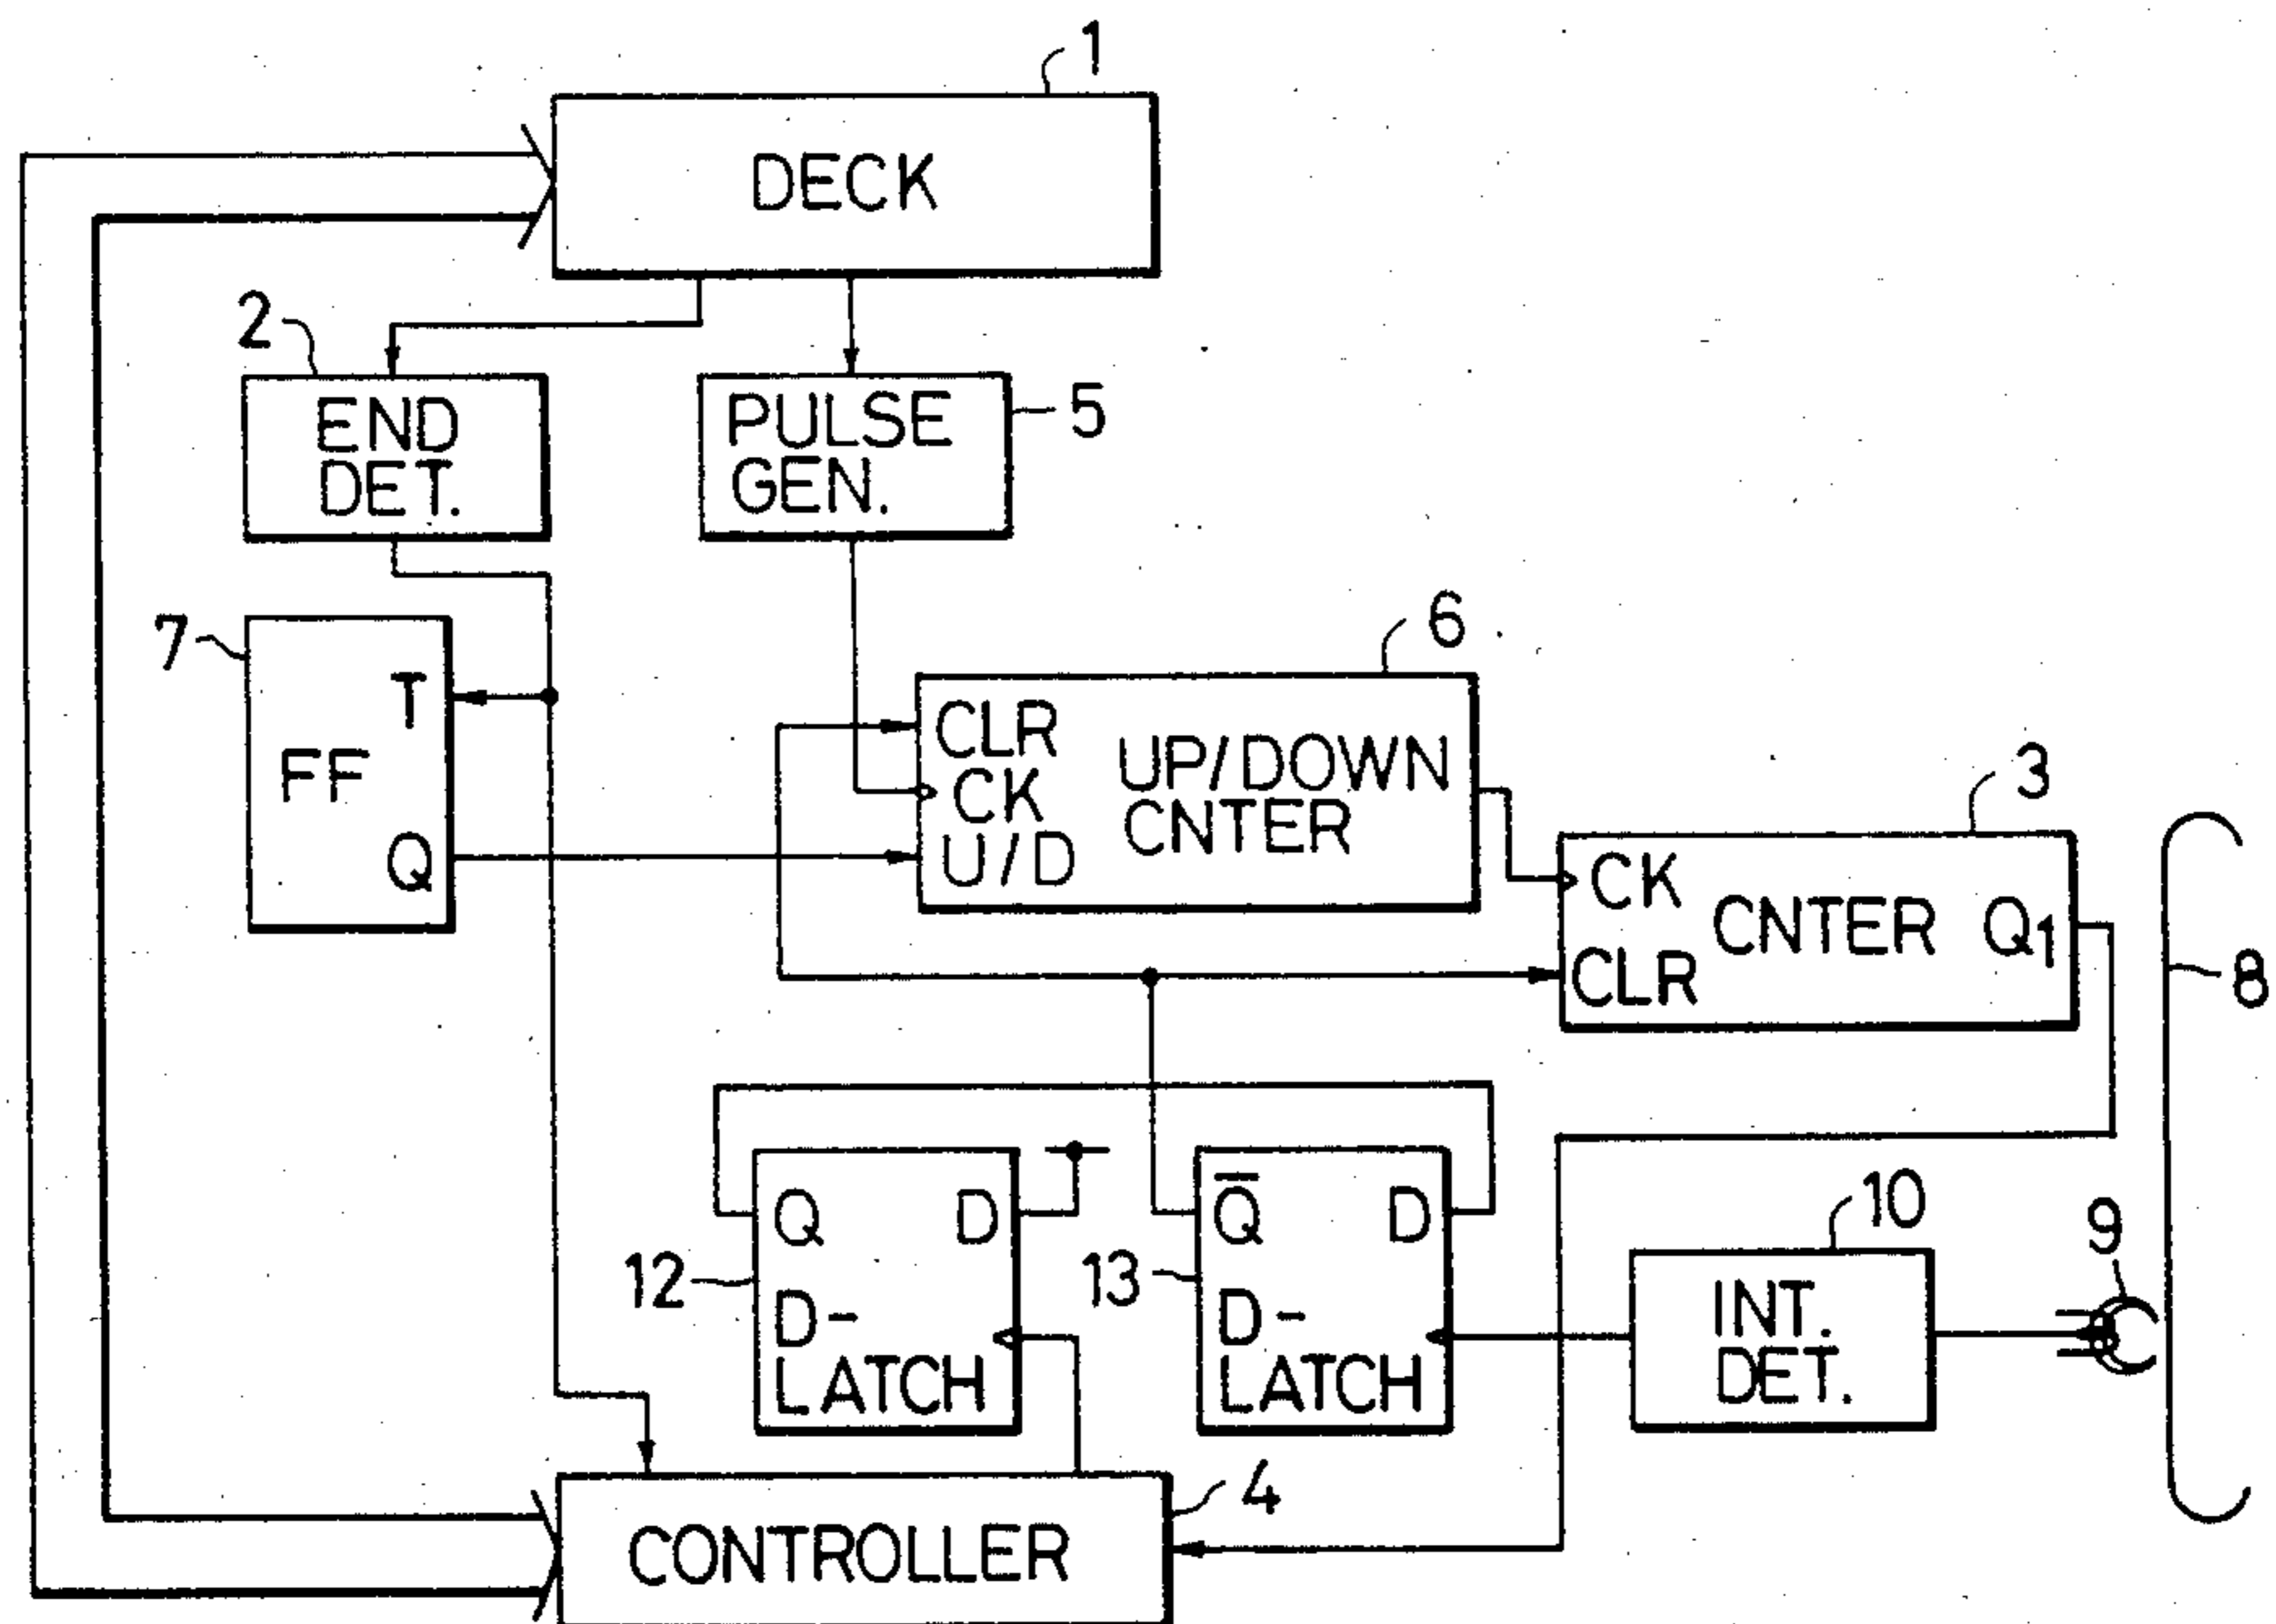 1
DECK
2
END
DET.
PULSE
GEN.
5
7
T
FF
Q
6
CLR
CK
U/D
UP/DOWN
CNTER
3
CK
CLR
CNTER
Q1
8
Q
D
12
D-
LATCH
Q̅
D
13
D-
LATCH
10
INT.
DET.
9
4
CONTROLLER